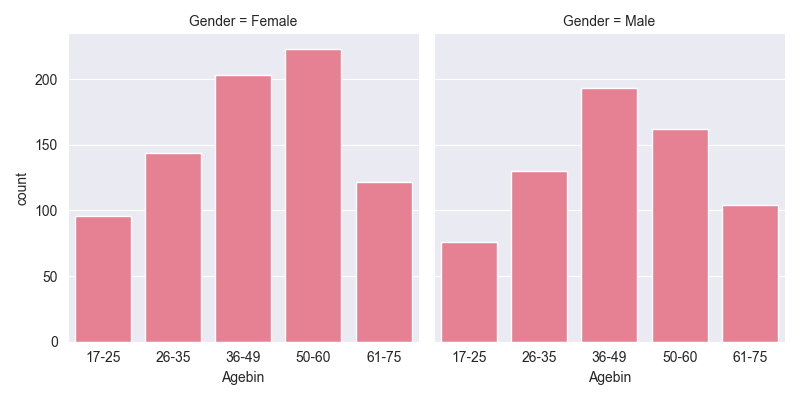 Gender = Female
Gender = Male
200
150
100
50
0
count
17-25 26-35 36-49 50-60 61-75
17-25 26-35 36-49 50-60 61-75
Agebin
Agebin